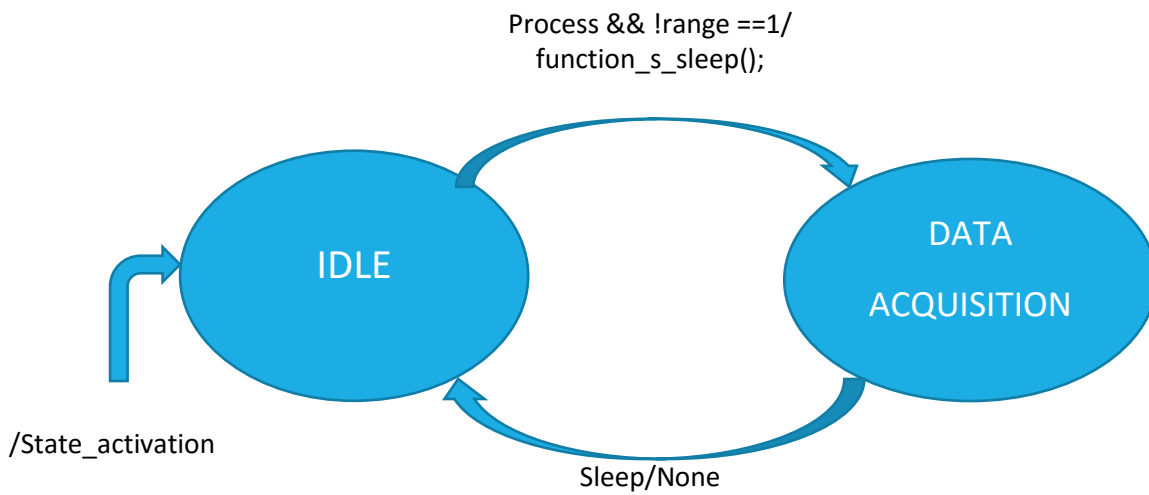 Process && !range ==1/
function_s_sleep();
IDLE
DATA
ACQUISITION
/State_activation
Sleep/None